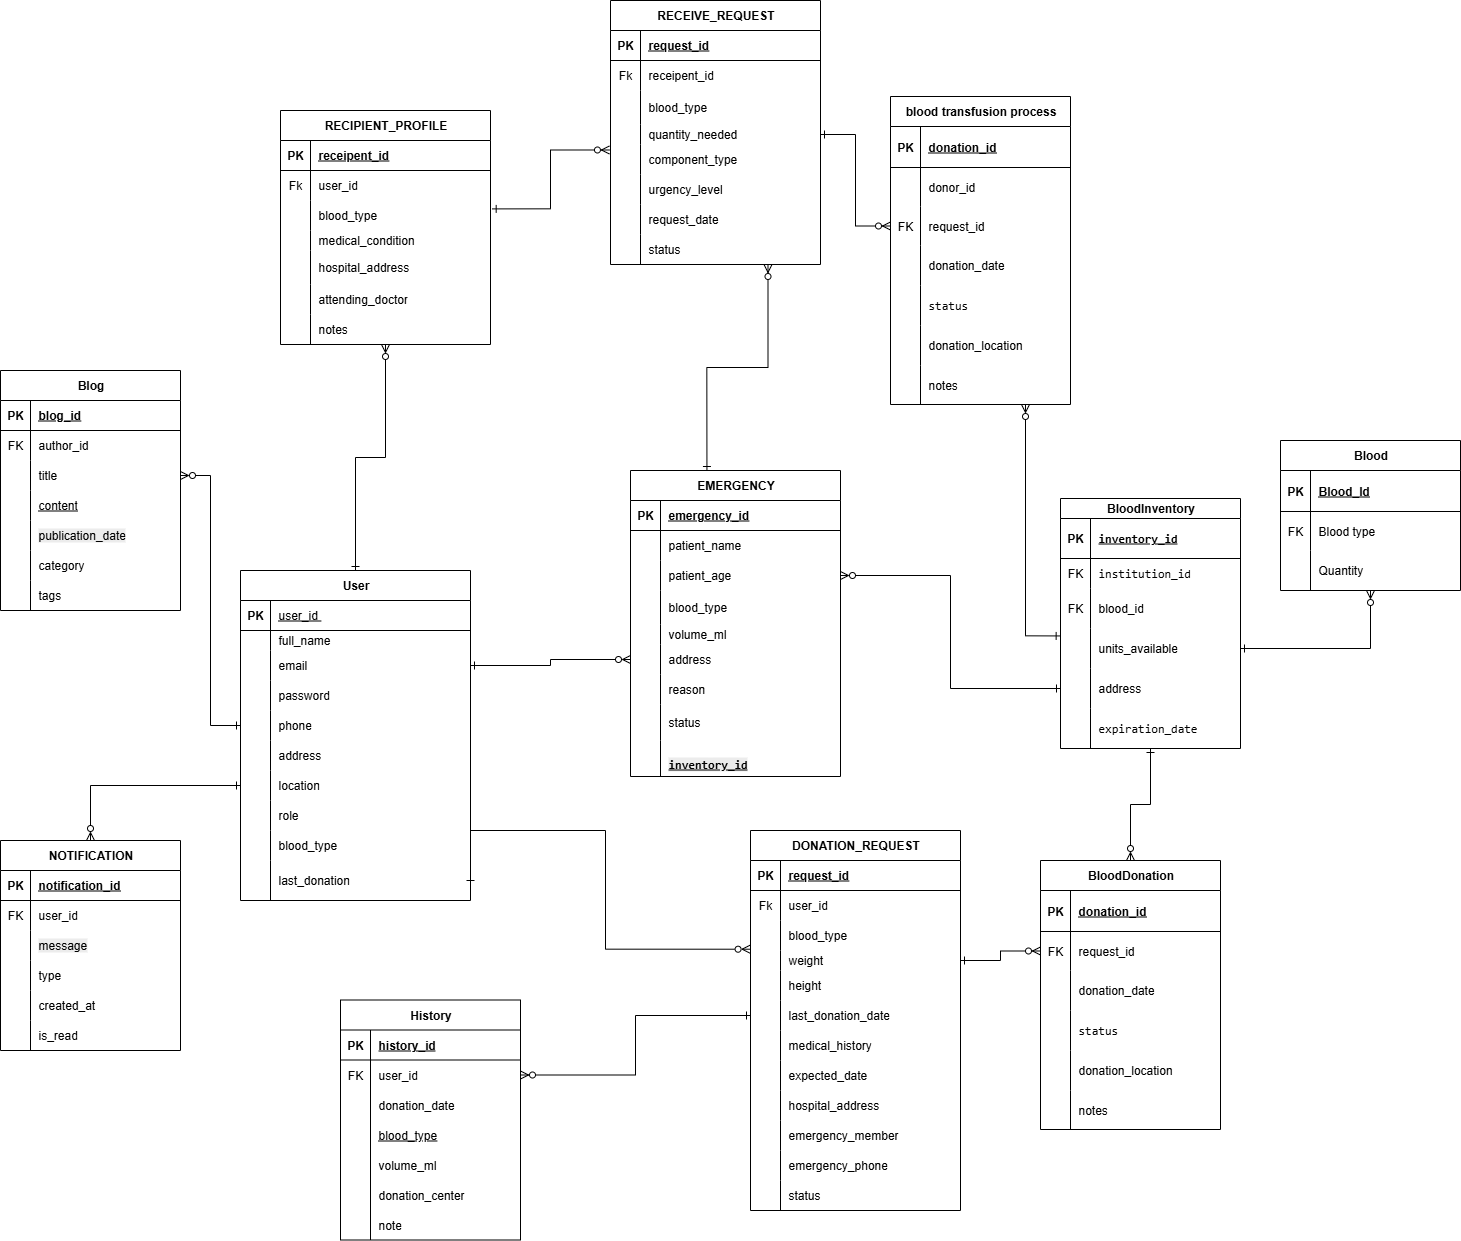 RECEIVE_REQUEST
PK request_id
Fk receipent_id
blood_type
quantity_needed
component_type
urgency_level
request_date
status
blood transfusion process
PK donation_id
donor_id
FK request_id
donation_date
status
donation_location
notes
RECIPIENT_PROFILE
PK receipent_id
Fk user_id
blood_type
medical_condition
hospital_address
attending_doctor
notes
Blog
PK blog_id
FK author_id
title
content
publication_date
category
tags
EMERGENCY
PK emergency_id
patient_name
patient_age
blood_type
volume_ml
address
reason
status
inventory_id
Blood
PK Blood_Id
FK Blood type
Quantity
BloodInventory
PK inventory_id
FK institution_id
FK blood_id
units_available
address
expiration_date
User
PK user_id
full_name
email
password
phone
address
location
role
blood_type
last_donation
NOTIFICATION
PK notification_id
FK user_id
message
type
created_at
is_read
DONATION_REQUEST
PK request_id
Fk user_id
blood_type
weight
height
last_donation_date
medical_history
expected_date
hospital_address
emergency_member
emergency_phone
status
BloodDonation
PK donation_id
FK request_id
donation_date
status
donation_location
notes
History
PK history_id
FK user_id
donation_date
blood_type
volume_ml
donation_center
note